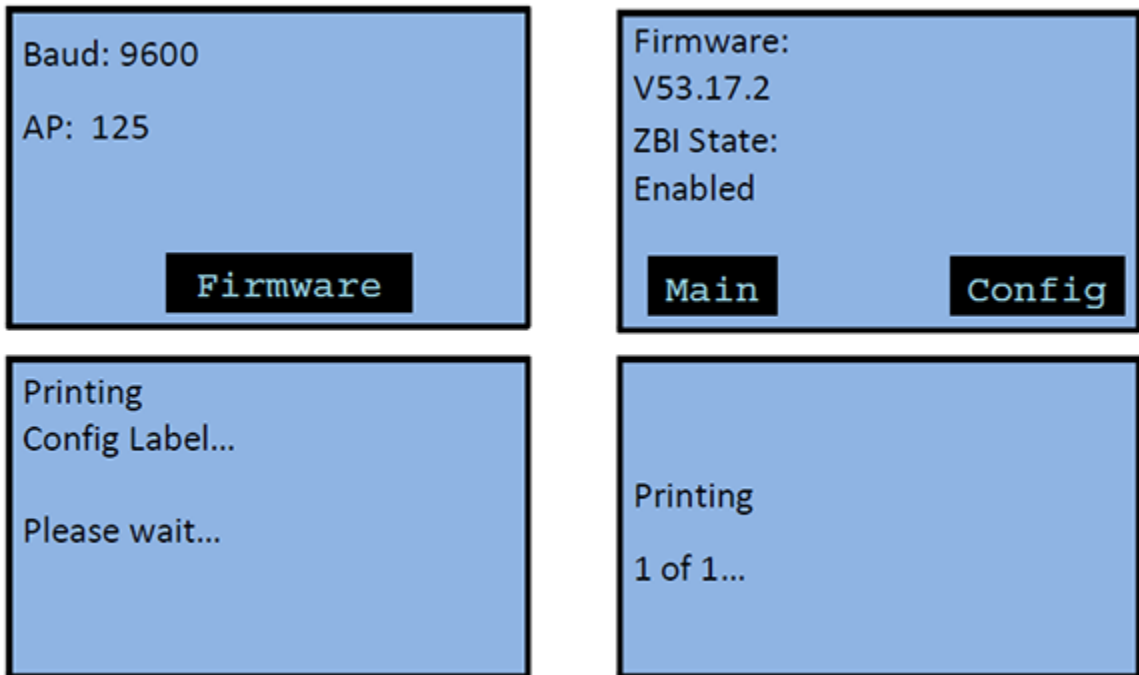 Baud: 9600
AP: 125
Firmware
Firmware:
V53.17.2
ZBI State:
Enabled
Main
Config
Printing
Config Label...
Please wait...
Printing
1 of 1...